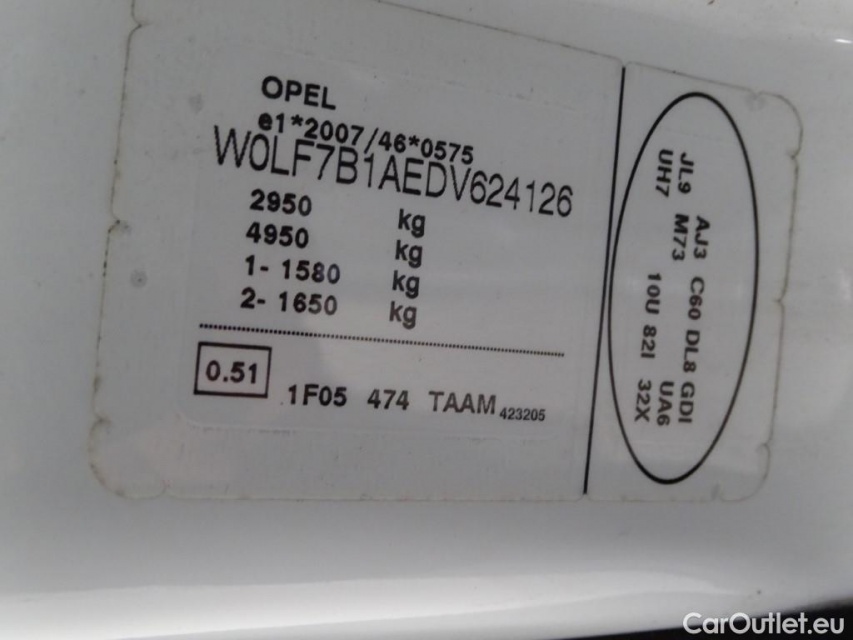 OPEL
e1*2007/46*0575
W0LF7B1AEDV624126
2950 kg
4950 kg
1- 1580 kg
2- 1650 kg
0.51
1F05 474 TAAM 423205
AJ3 C60 DL8 GDI
JL9 M73 10U 82I UA6
UH7 32X
CarOutlet.eu